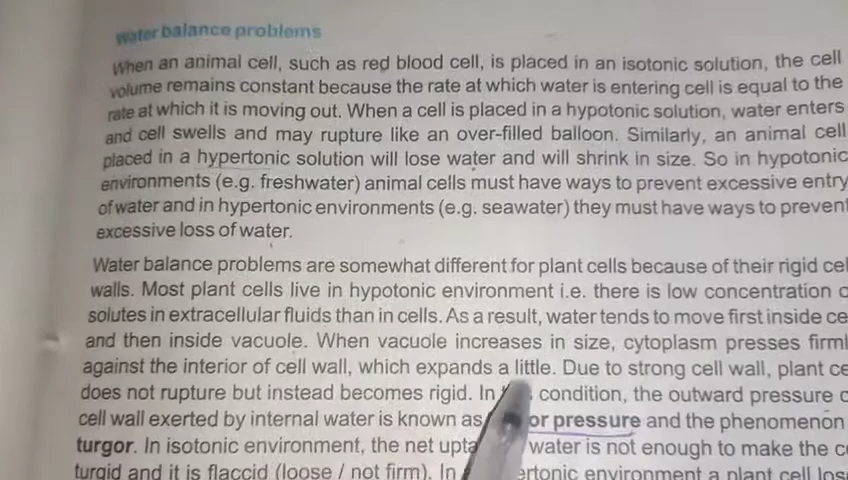 Water balance problems
When an animal cell, such as red blood cell, is placed in an isotonic solution, the cell
volume remains constant because the rate at which water is entering cell is equal to the
rate at which it is moving out. When a cell is placed in a hypotonic solution, water enters
and cell swells and may rupture like an over-filled balloon. Similarly, an animal cell
placed in a hypertonic solution will lose water and will shrink in size. So in hypotonic
environments (e.g. freshwater) animal cells must have ways to prevent excessive entry
of water and in hypertonic environments (e.g. seawater) they must have ways to prevent
excessive loss of water.
Water balance problems are somewhat different for plant cells because of their rigid cel
walls. Most plant cells live in hypotonic environment i.e. there is low concentration
solutes in extracellular fluids than in cells. As a result, water tends to move first inside ce
and then inside vacuole. When vacuole increases in size, cytoplasm presses firml
against the interior of cell wall, which expands a little. Due to strong cell wall, plant ce
does not rupture but instead becomes rigid. In condition, the outward pressure
cell wall exerted by internal water is known as or pressure and the phenomenon
turgor. In isotonic environment, the net upta water is not enough to make the c
turgid and it is flaccid (loose / not firm). In ertonic environment a plant cell los